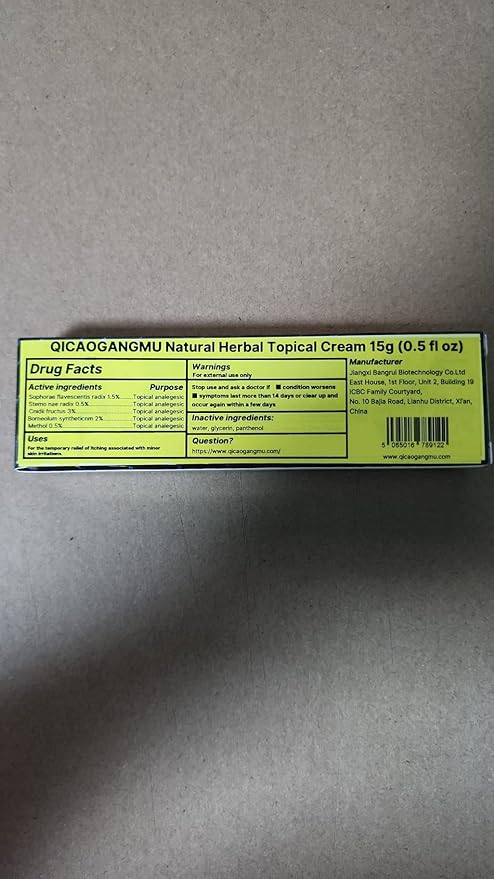 QICAOGANGMU Natural Herbal Topical Cream 15g (0.5 fl oz)
Drug Facts
Active ingredients Purpose
Sophorae flavescentis radix 1.5%..........Topical analegesic
Stemo nae radix 0.5%..........Topical analegesic
Cnidii fructus 3%..........Topical analegesic
Borneolum syntheticnm 2%..........Topical analegesic
Methol 0.5%..........Topical analegesic
Uses
For the temporary relief of itching associated with minor
skin irritations.
Warnings
For external use only
Stop use and ask a doctor if ■ condition worsens
■ symptoms last more than 14 days or clear up and
occur again within a few days
Inactive ingredients:
water, glycerin, panthenol
Question?
https://www.qicaogangmu.com/
Manufacturer
Jiangxi Bangrui Biotechnology Co.Ltd
East House, 1st Floor, Unit 2, Building 19
ICBC Family Courtyard,
No. 10 Bajia Road, Lianhu District, Xi'an,
China
5 065016 789122
www.qicaogangmu.com